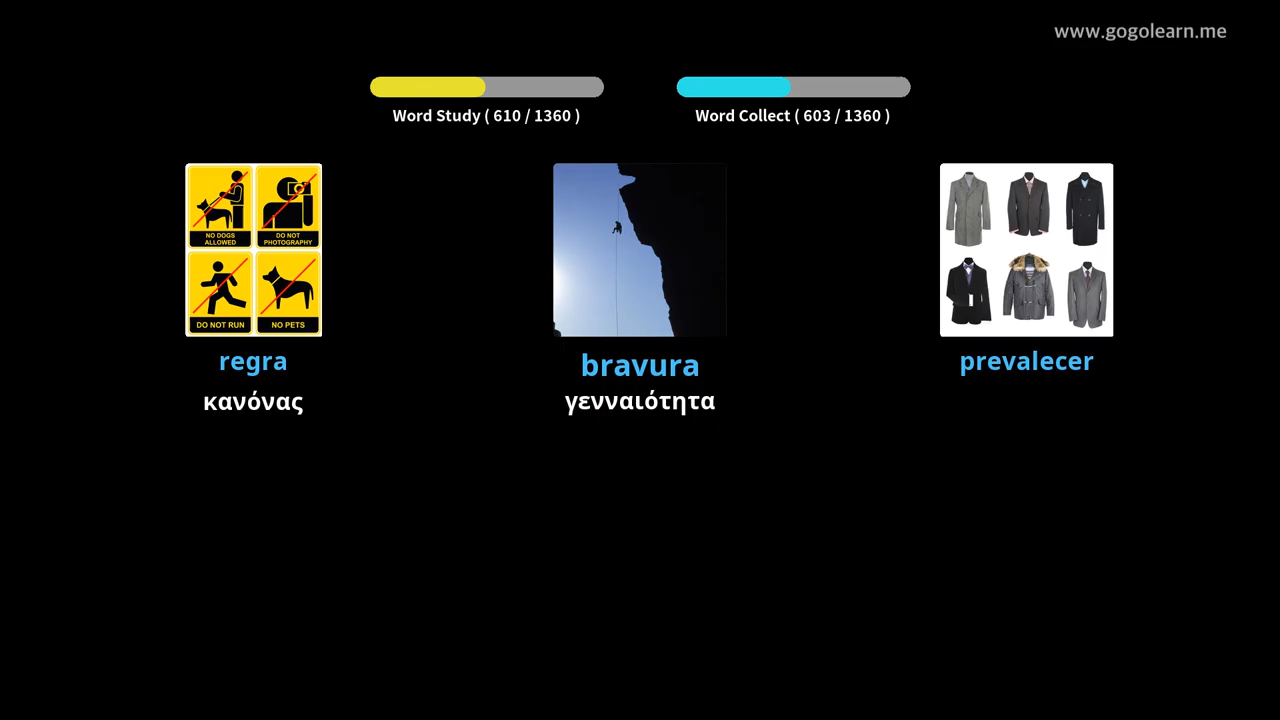 www.gogolearn.me
Word Study ( 610 / 1360 )
Word Collect ( 603 / 1360 )
NO DOGS
ALLOWED
DO NOT
PHOTOGRAPHY
DO NOT RUN
NO PETS
regra
bravura
prevalecer
κανόνας
γενναιότητα